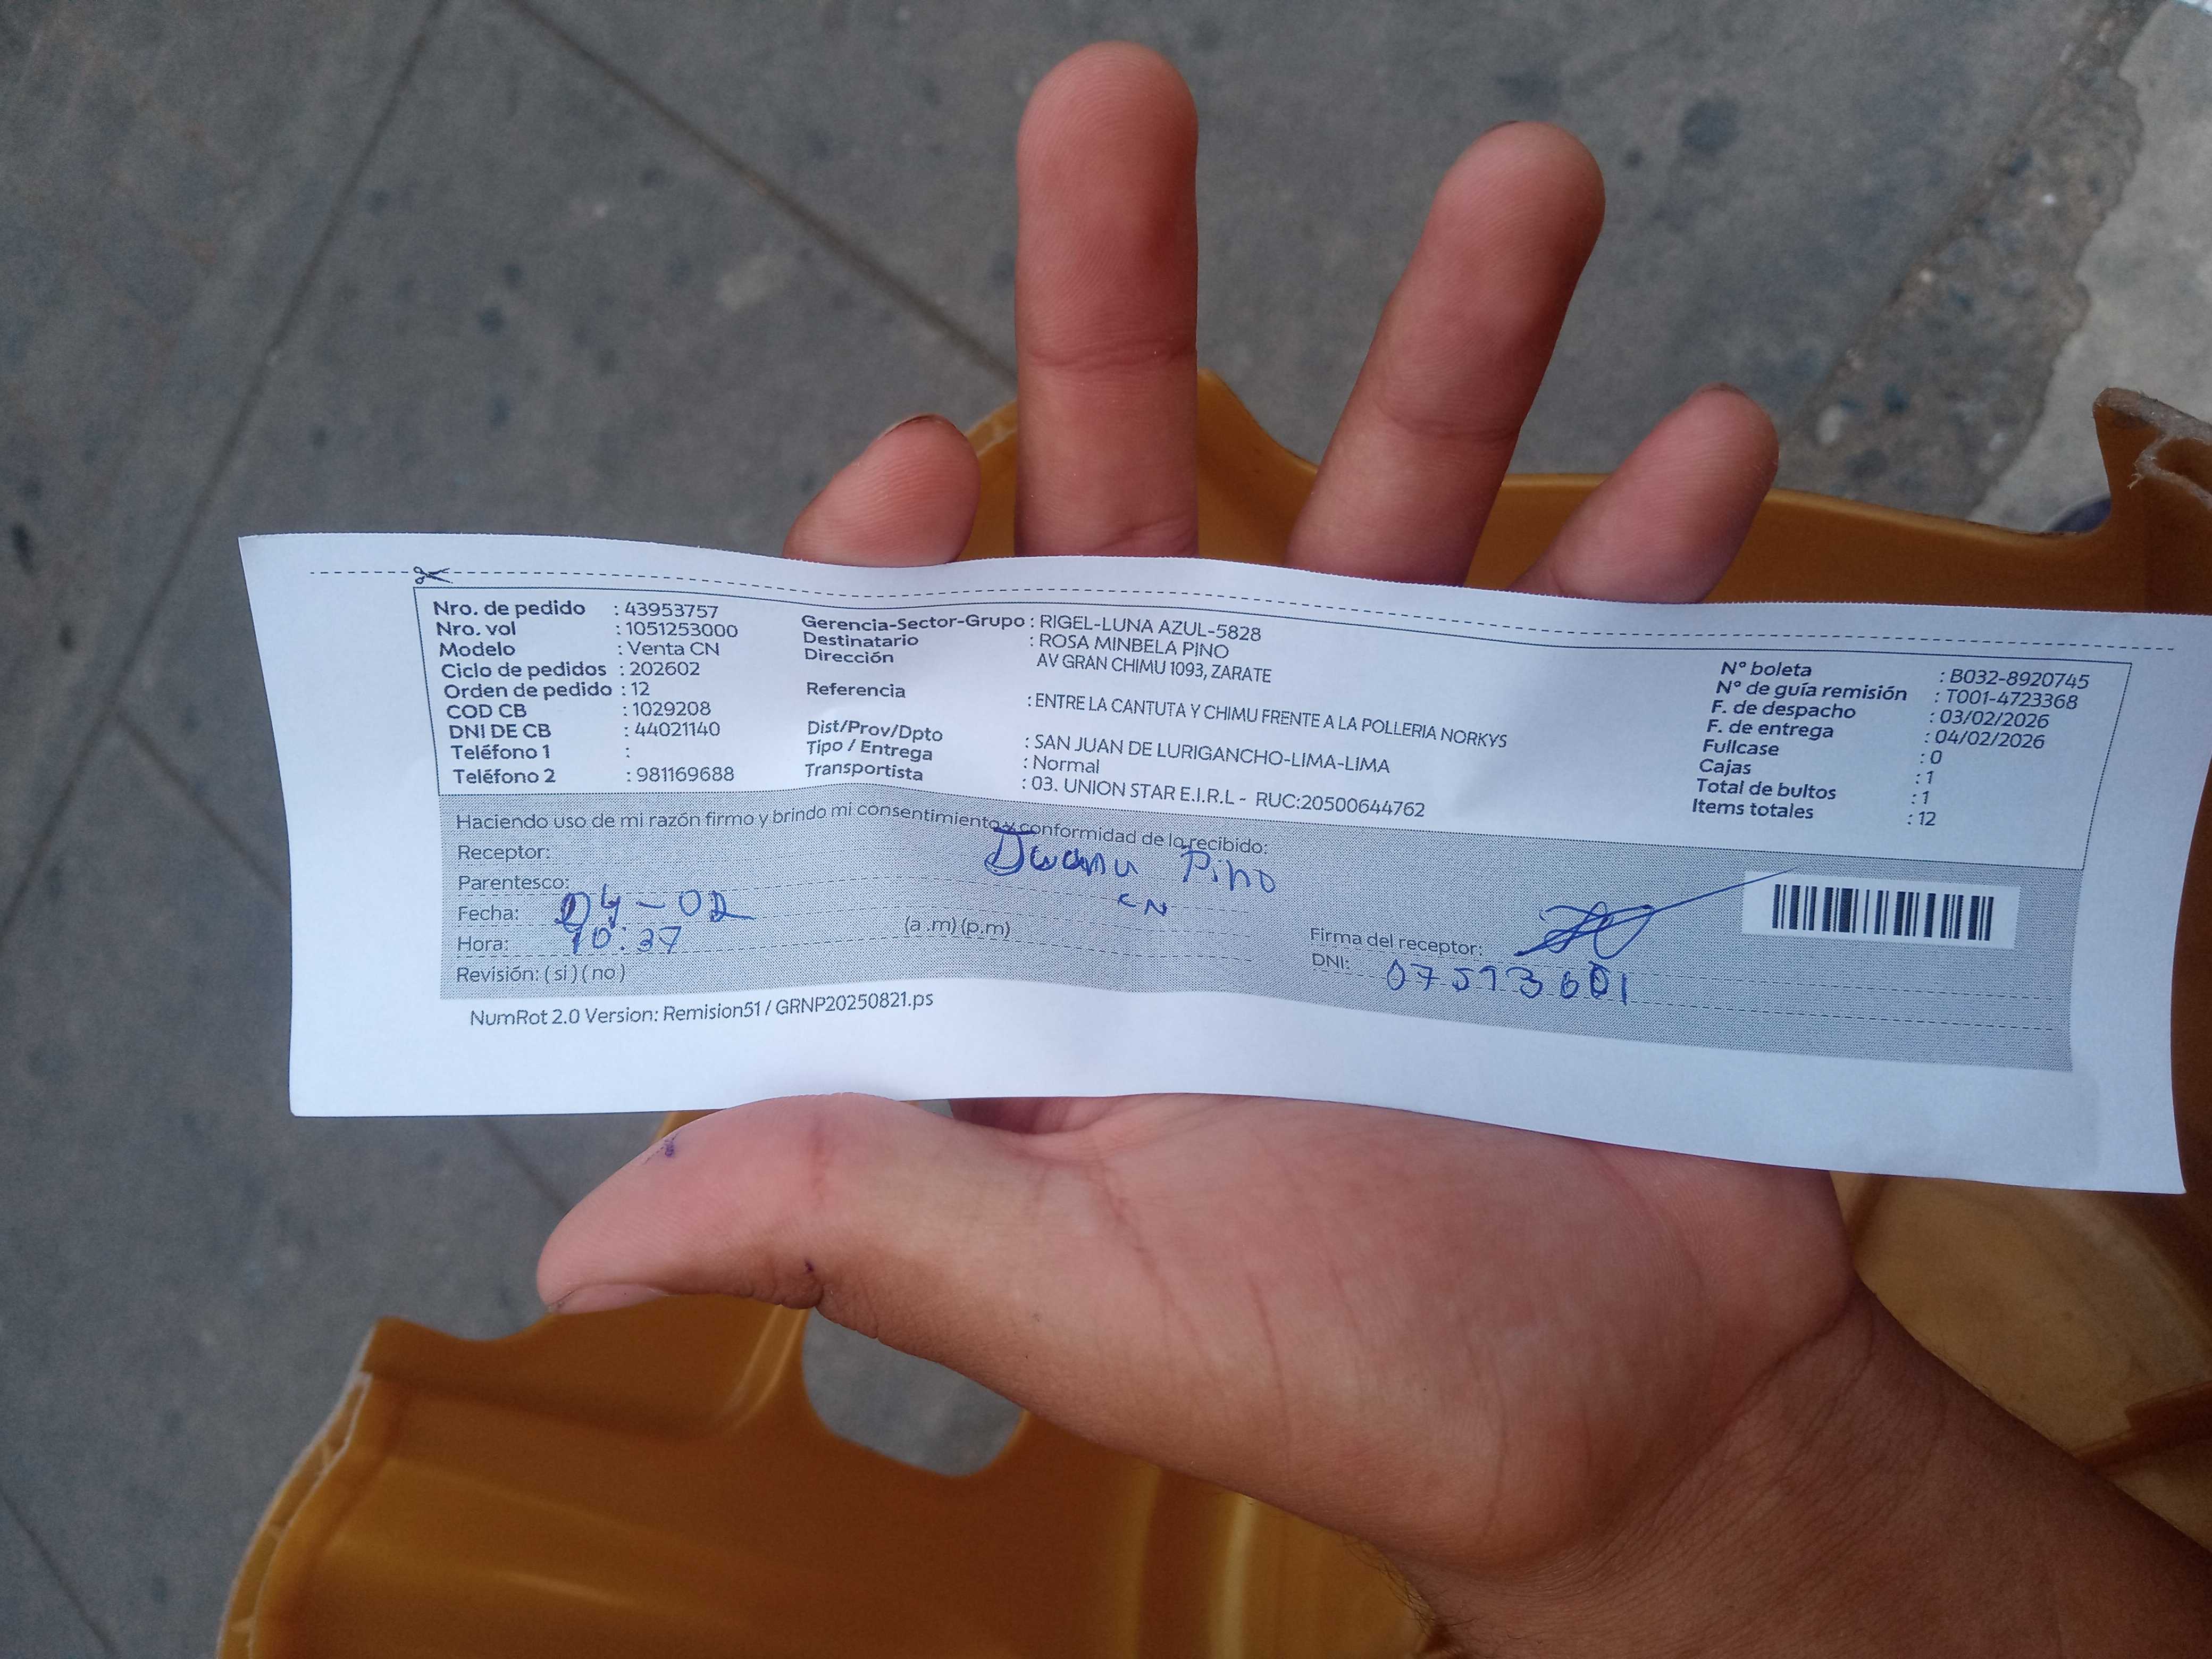 Nro. de pedido : 43953757
Nro. vol : 1051253000
Modelo : Venta CN
Ciclo de pedidos : 202602
Orden de pedido : 12
COD CB : 1029208
DNI DE CB : 44021140
Teléfono 1 :
Teléfono 2 : 981169688
Gerencia-Sector-Grupo : RIGEL-LUNA AZUL-5828
Destinatario : ROSA MINBELA PINO
Dirección AV GRAN CHIMU 1093, ZARATE
Referencia : ENTRE LA CANTUTA Y CHIMU FRENTE A LA POLLERIA NORKYS
Dist/Prov/Dpto : SAN JUAN DE LURIGANCHO-LIMA-LIMA
Tipo / Entrega : Normal
Transportista : 03. UNION STAR E.I.R.L - RUC:20500644762
N° boleta : B032-8920745
N° de guía remisión : T001-4723368
F. de despacho : 03/02/2026
F. de entrega : 04/02/2026
Fullcase : 0
Cajas : 1
Total de bultos : 1
Items totales : 12
Haciendo uso de mi razón firmo y brindo mi consentimiento y conformidad de lo recibido:
Receptor: Pino
Parentesco: CN
Fecha: 04-02
Hora: 10:37 (a .m) (p.m)
Revisión: ( si ) ( no )
Firma del receptor:
DNI:
NumRot 2.0 Version: Remision51 / GRNP20250821.ps